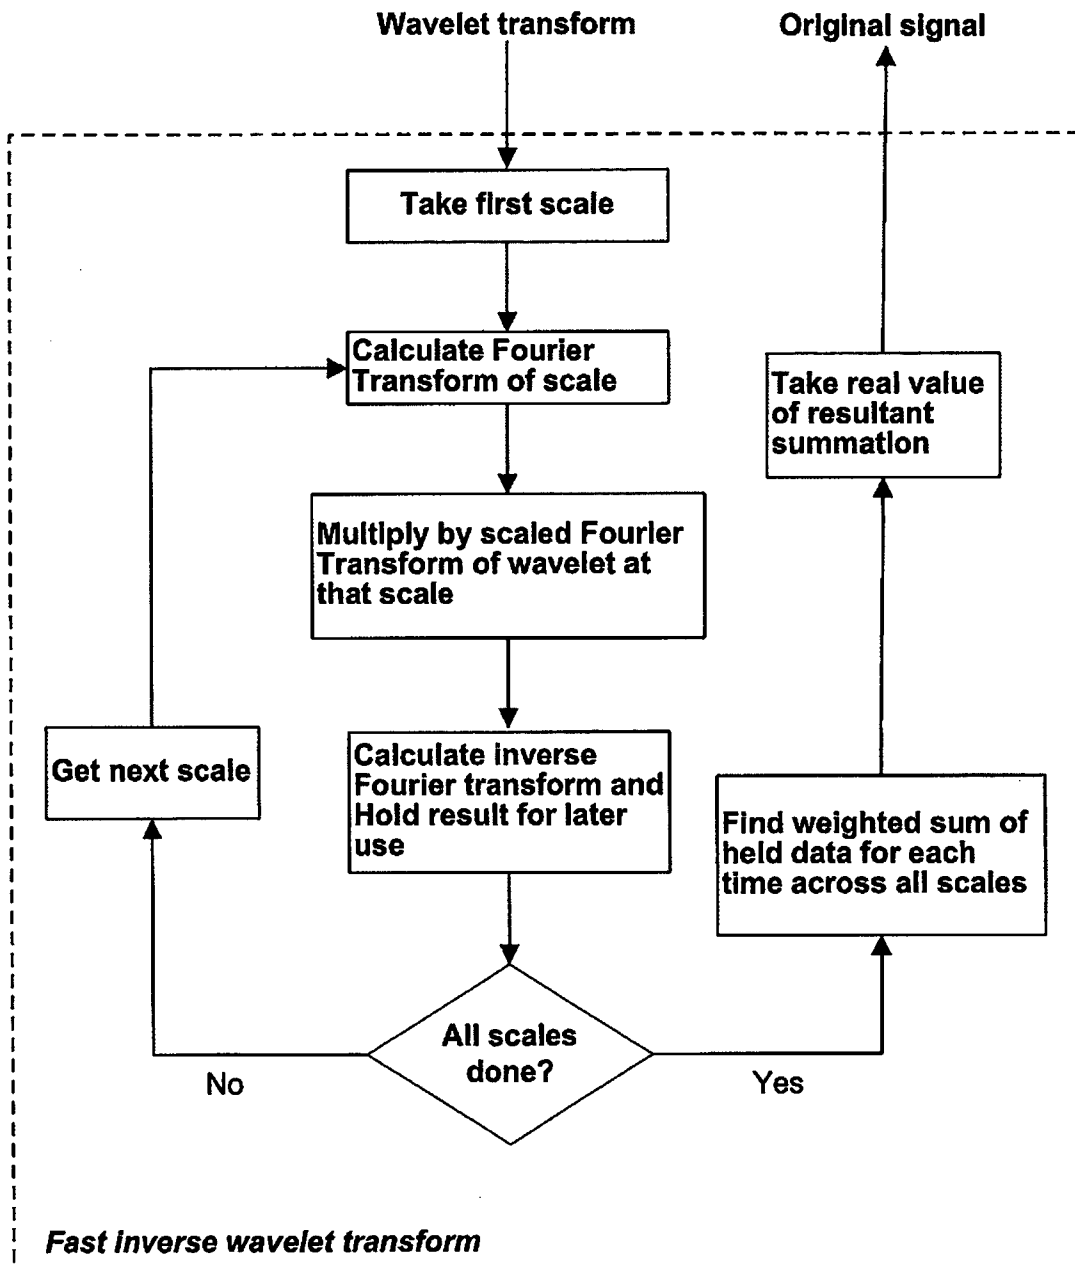 Wavelet transform
Original signal
Take first scale
Calculate Fourier
Transform of scale
Multiply by scaled Fourier
Transform of wavelet at
that scale
Calculate inverse
Fourier transform and
Hold result for later
use
All scales
done?
No
Get next scale
Yes
Find weighted sum of
held data for each
time across all scales
Take real value
of resultant
summation
Fast inverse wavelet transform